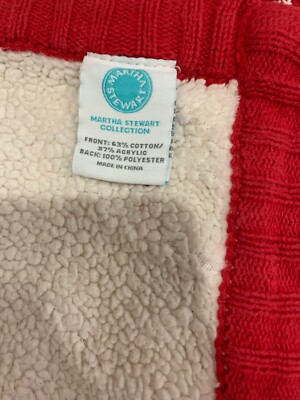 MARTHA
STEWART
MARTHA STEWART
COLLECTION
FRONT: 63% COTTON/
37% ACRYLIC
BACK: 100% POLYESTER
MADE IN CHINA